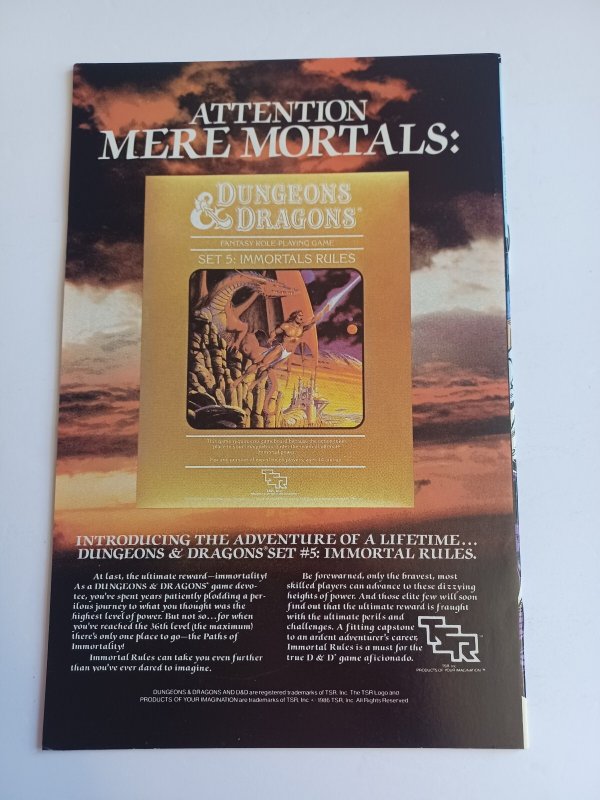 ATTENTION
MERE MORTALS:
DUNGEONS
& DRAGONS®
FANTASY ROLE-PLAYING GAME
SET 5: IMMORTALS RULES
TSR
INTRODUCING THE ADVENTURE OF A LIFETIME...
DUNGEONS & DRAGONS® SET #5: IMMORTAL RULES.
At last, the ultimate reward—immortality!
As a DUNGEONS & DRAGONS® game devo-
tee, you've spent years patiently plodding a per-
ilous journey to what you thought was the
highest level of power. But not so...for when
you've reached the 36th level (the maximum)
there's only one place to go—the Paths of
Immortality!
Immortal Rules can take you even further
than you've ever dared to imagine.
Be forewarned, only the bravest, most
skilled players can advance to these dizzying
heights of power. And those elite few will soon
find out that the ultimate reward is fraught
with the ultimate perils and
challenges. A fitting capstone
to an ardent adventurer's career,
Immortal Rules is a must for the
true D & D® game aficionado.
TSR™
TSR, Inc.
PRODUCTS OF YOUR IMAGINATION™
DUNGEONS & DRAGONS AND D&D are registered trademarks of TSR, Inc. The TSR Logo and
PRODUCTS OF YOUR IMAGINATION are trademarks of TSR, Inc. © 1986 TSR, Inc. All Rights Reserved.